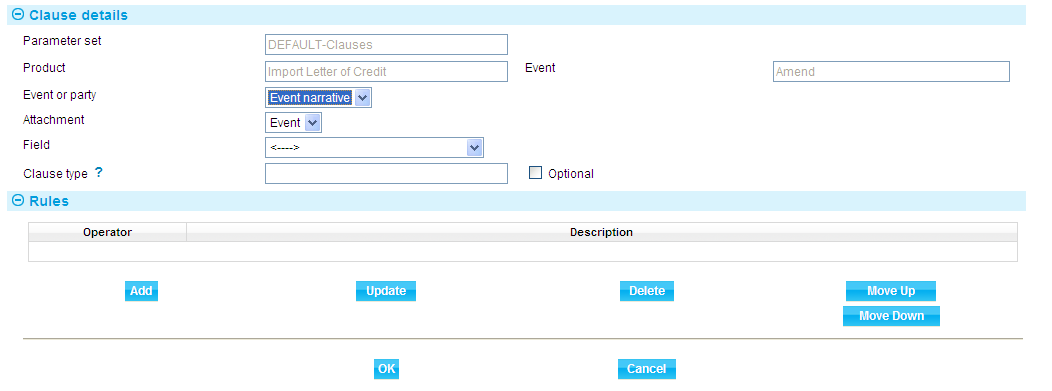 Clause details
Parameter set DEFAULT-Clauses
Product Import Letter of Credit Event Amend
Event or party Event narrative
Attachment Event
Field <---->
Clause type ? Optional
Rules
Operator Description
Add Update Delete Move Up
Move Down
OK Cancel